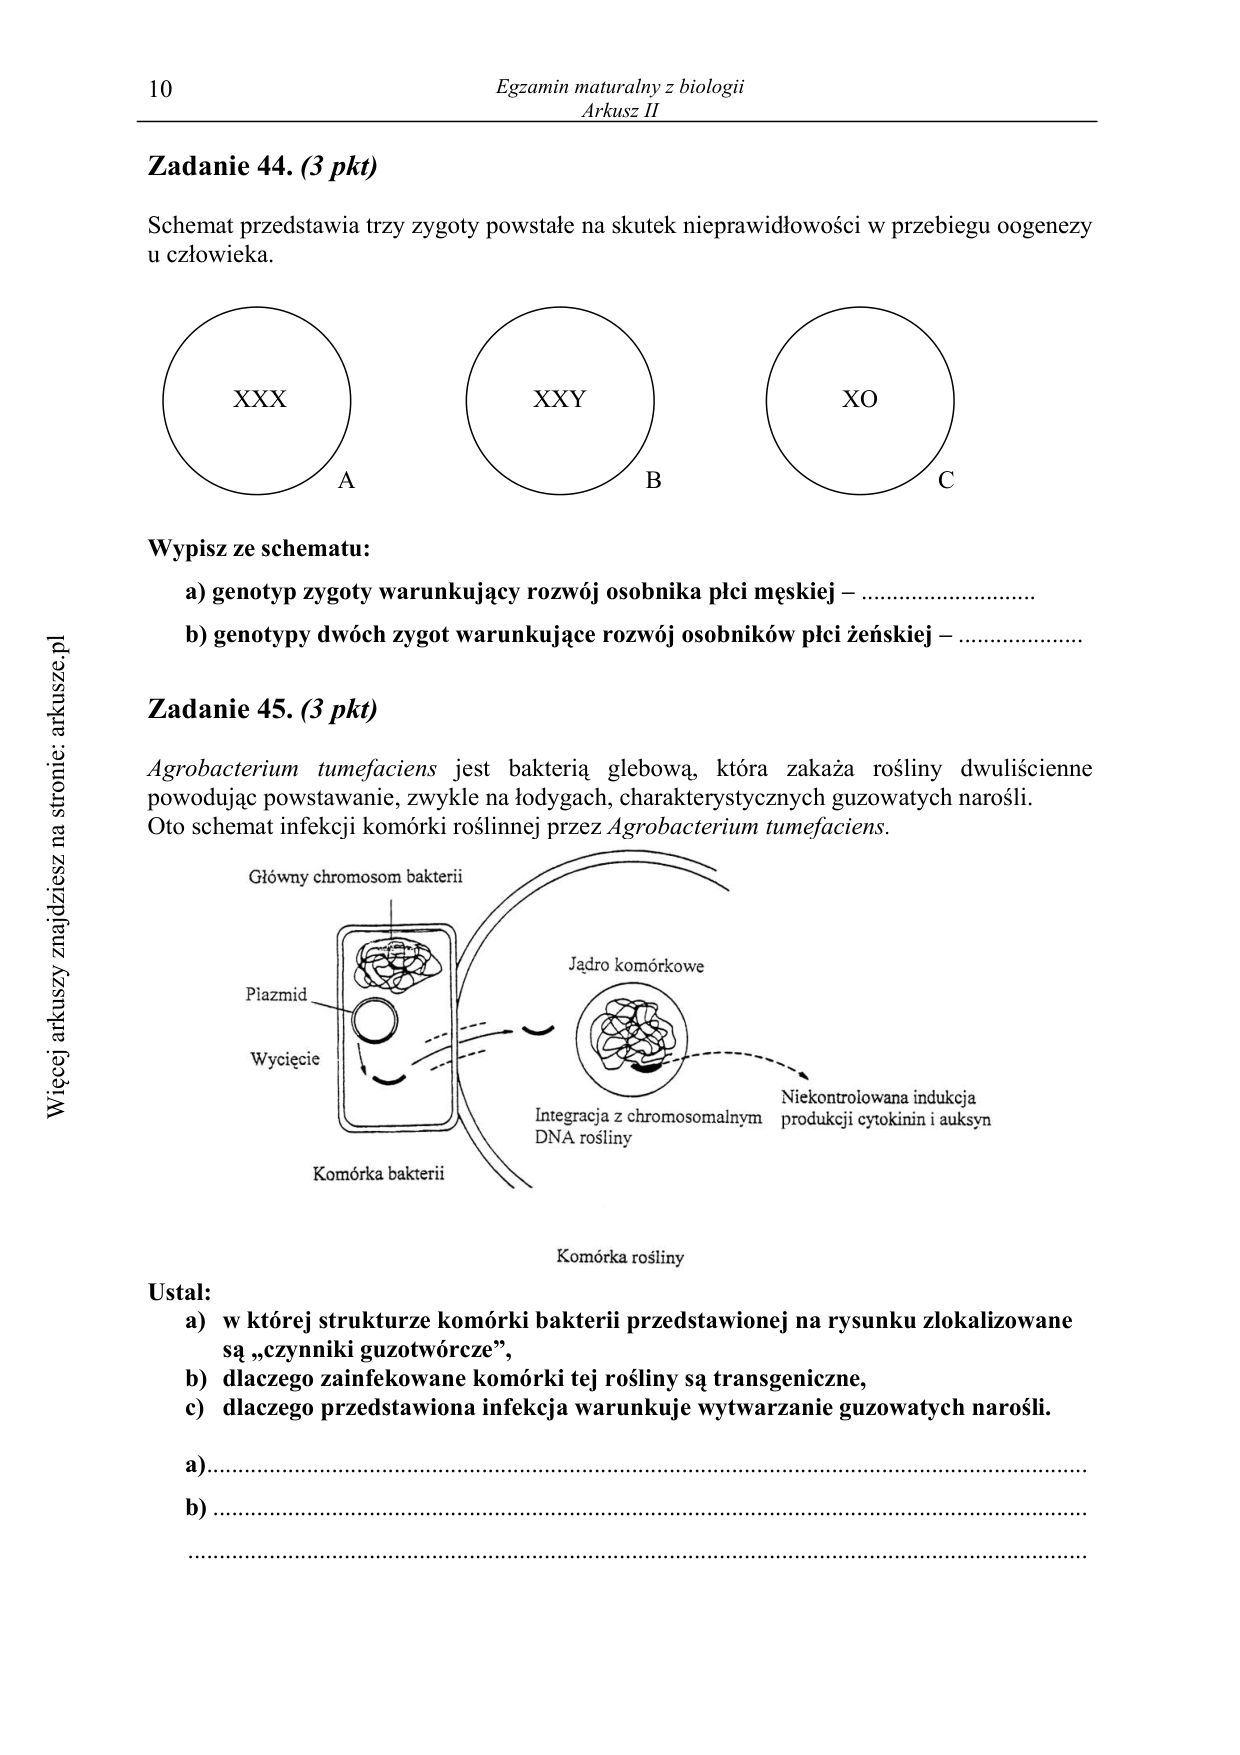 10
Egzamin maturalny z biologii
Arkusz II
Zadanie 44. (3 pkt)
Schemat przedstawia trzy zygoty powstałe na skutek nieprawidłowości w przebiegu oogenezy
u człowieka.
XXX
XXY
XO
A
B
C
Wypisz ze schematu:
a) genotyp zygoty warunkujący rozwój osobnika płci męskiej – ............................
b) genotypy dwóch zygot warunkujące rozwój osobników płci żeńskiej – ....................
Zadanie 45. (3 pkt)
Agrobacterium tumefaciens jest bakterią glebową, która zakaża rośliny dwuliścienne
powodując powstawanie, zwykle na łodygach, charakterystycznych guzowatych narośli.
Oto schemat infekcji komórki roślinnej przez Agrobacterium tumefaciens.
Główny chromosom bakterii
Jądro komórkowe
Piazmid
Wycięcie
Niekontrolowana indukcja
produkcji cytokinin i auksyn
Integracja z chromosomalnym
DNA rośliny
Komórka bakterii
Komórka rośliny
Ustal:
a) w której strukturze komórki bakterii przedstawionej na rysunku zlokalizowane
są „czynniki guzotwórcze”,
b) dlaczego zainfekowane komórki tej rośliny są transgeniczne,
c) dlaczego przedstawiona infekcja warunkuje wytwarzanie guzowatych narośli.
a)............................................................................................................................................
b) ...........................................................................................................................................
...............................................................................................................................................
Więcej arkuszy znajdziesz na stronie: arkusze.pl